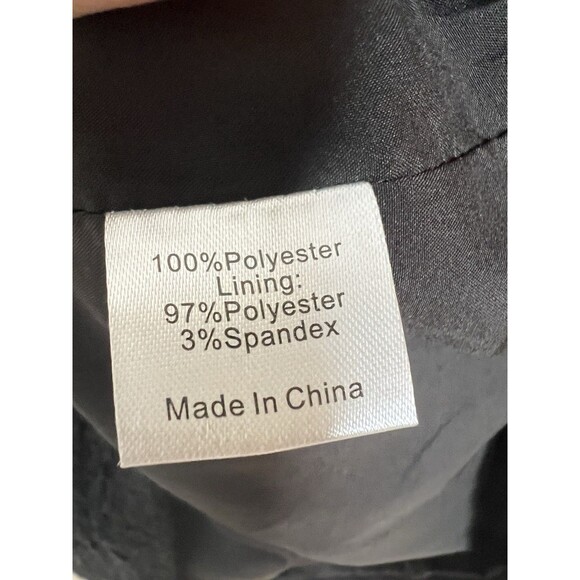 100%Polyester
Lining:
97%Polyester
3%Spandex
Made In China